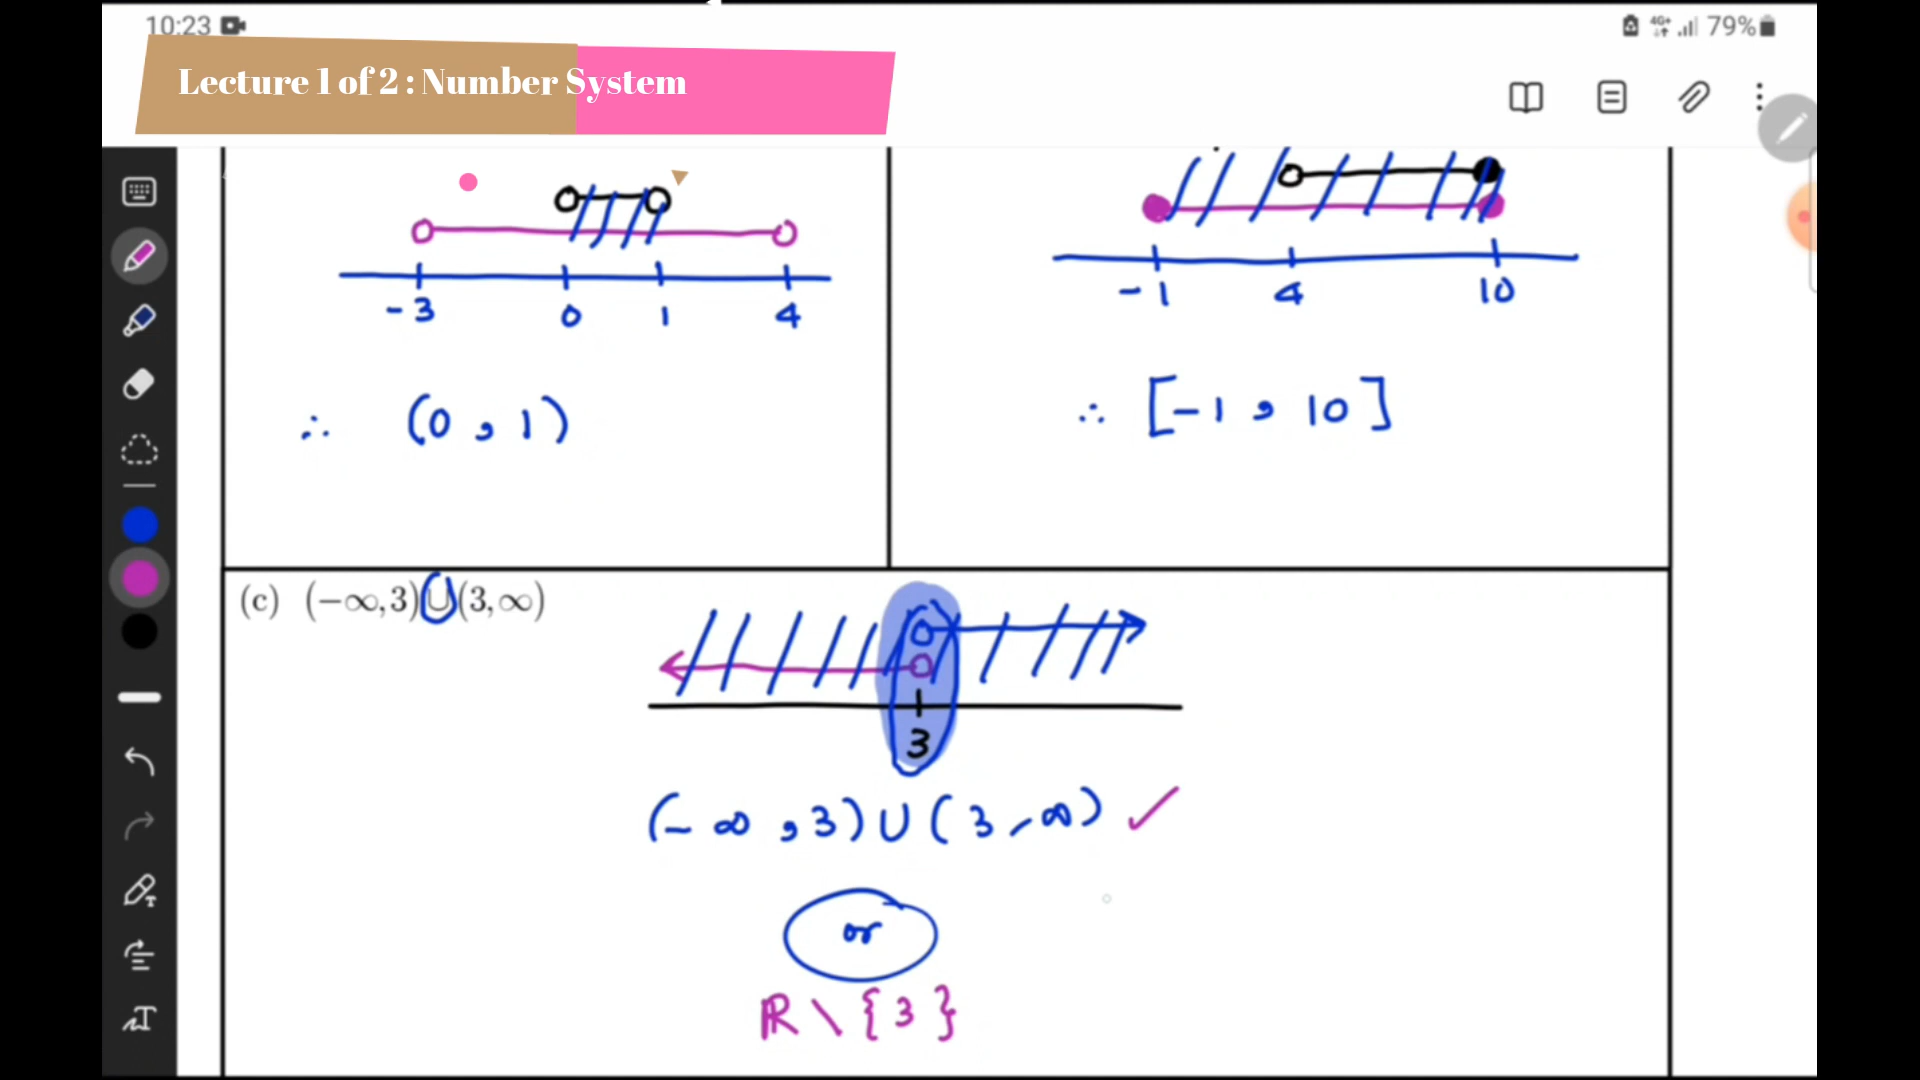 10:23 4G+ 79%
Lecture 1 of 2 : Number System
-3 0 1 4
∴ (0 , 1)
-1 4 10
∴ [-1 , 10]
(c) (−∞, 3) ∪ (3, ∞)
3
(-∞ , 3) ∪ (3 , ∞) ✓
or
ℝ \ {3}